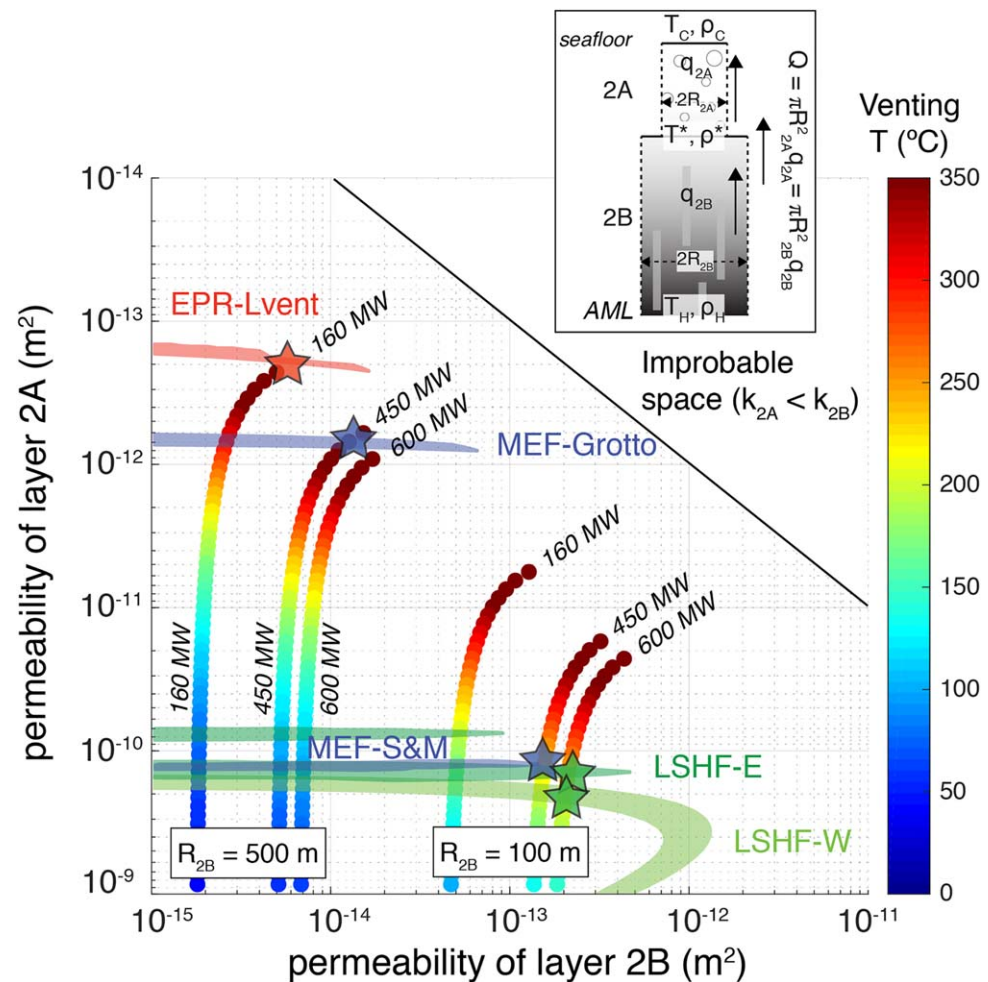 seafloor
T_C, ρ_C
2A
q_2A
2R_2A
T*, ρ*
2B
q_2B
2R_2B
AML
T_H, ρ_H
Q = πR²_2A q_2A = πR²_2B q_2B
Venting
T (ºC)
350
300
250
200
150
100
50
0
Improbable
space (k_2A < k_2B)
permeability of layer 2A (m²)
10⁻¹⁴
10⁻¹³
10⁻¹²
10⁻¹¹
10⁻¹⁰
10⁻⁹
EPR-Lvent
160 MW
450 MW
600 MW
MEF-Grotto
160 MW
450 MW
600 MW
160 MW
450 MW
600 MW
MEF-S&M
LSHF-E
LSHF-W
R_2B = 500 m
R_2B = 100 m
10⁻¹⁵
10⁻¹⁴
10⁻¹³
10⁻¹²
10⁻¹¹
permeability of layer 2B (m²)